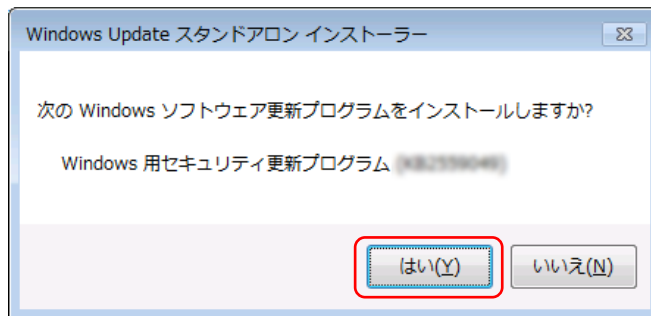 Windows Update スタンドアロン インストーラー
次の Windows ソフトウェア更新プログラムをインストールしますか?
Windows 用セキュリティ更新プログラム
はい(Y)
いいえ(N)